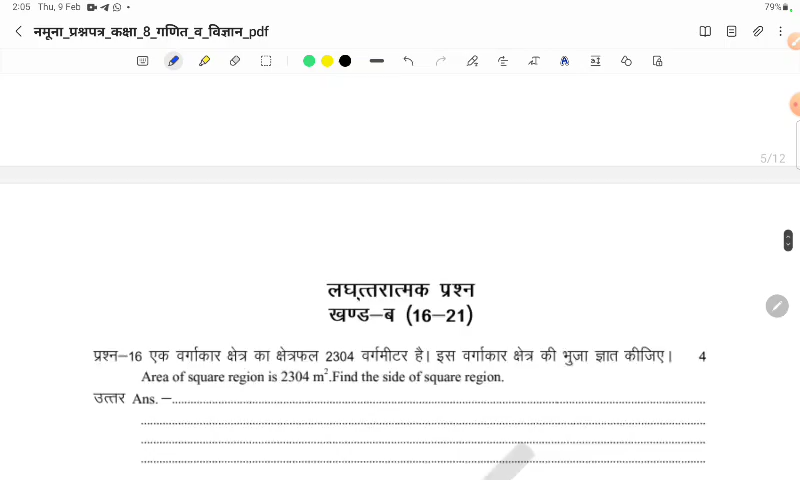 2:05 Thu, 9 Feb
79%
नमूना_प्रश्नपत्र_कक्षा_8_गणित_व_विज्ञान_pdf
5/12
लघुत्तरात्मक प्रश्न
खण्ड–ब (16–21)
प्रश्न–16 एक वर्गाकार क्षेत्र का क्षेत्रफल 2304 वर्गमीटर है। इस वर्गाकार क्षेत्र की भुजा ज्ञात कीजिए। 4
Area of square region is 2304 m².Find the side of square region.
उत्तर Ans. –